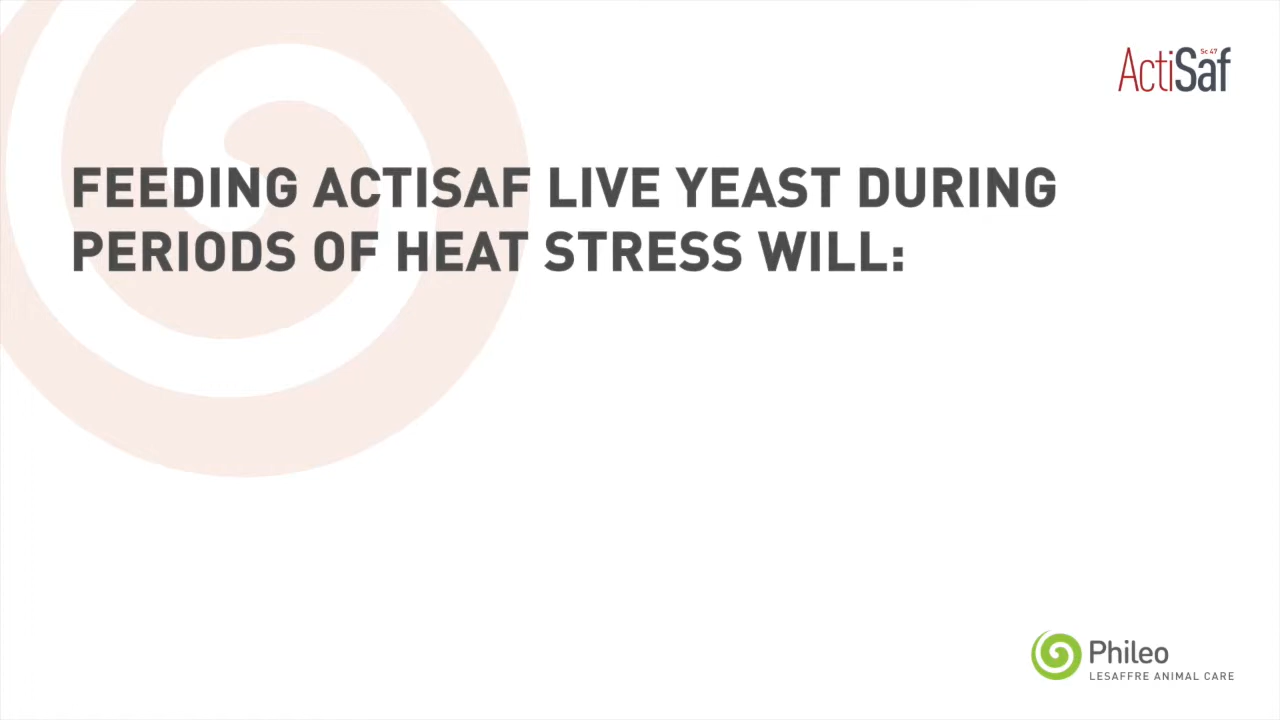 ActiSaf Sc 47
FEEDING ACTISAF LIVE YEAST DURING
PERIODS OF HEAT STRESS WILL:
Phileo
LESAFFRE ANIMAL CARE